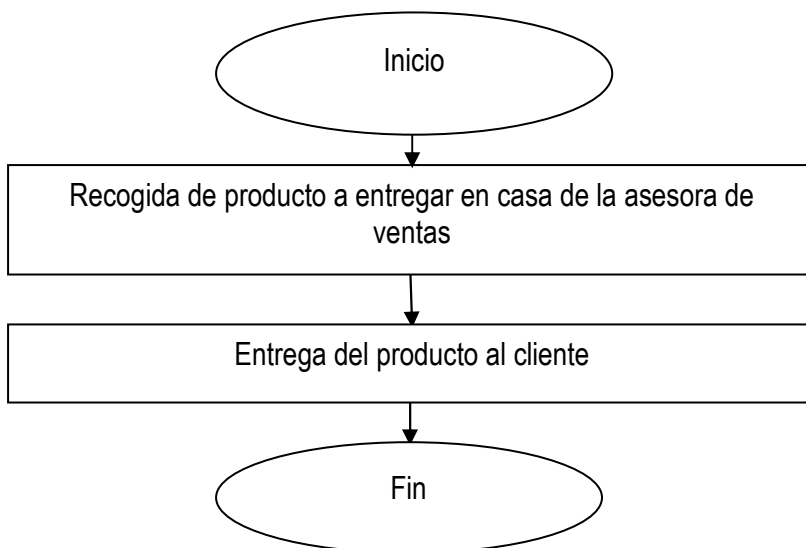 Inicio
Recogida de producto a entregar en casa de la asesora de
ventas
Entrega del producto al cliente
Fin